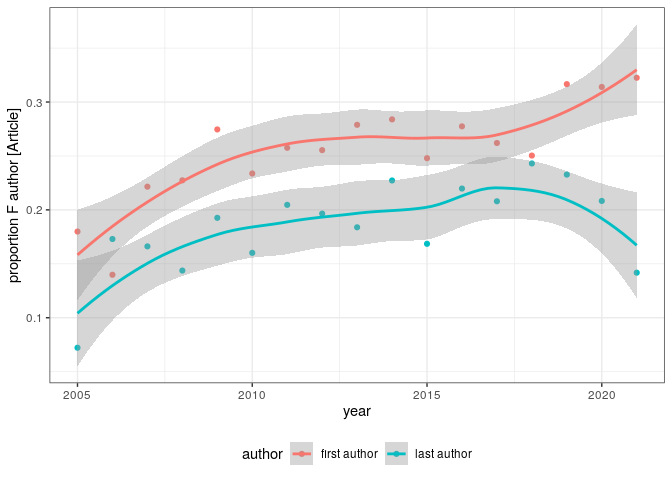 proportion F author [Article]
0.3
0.2
0.1
2005 2010 2015 2020
year
author first author last author